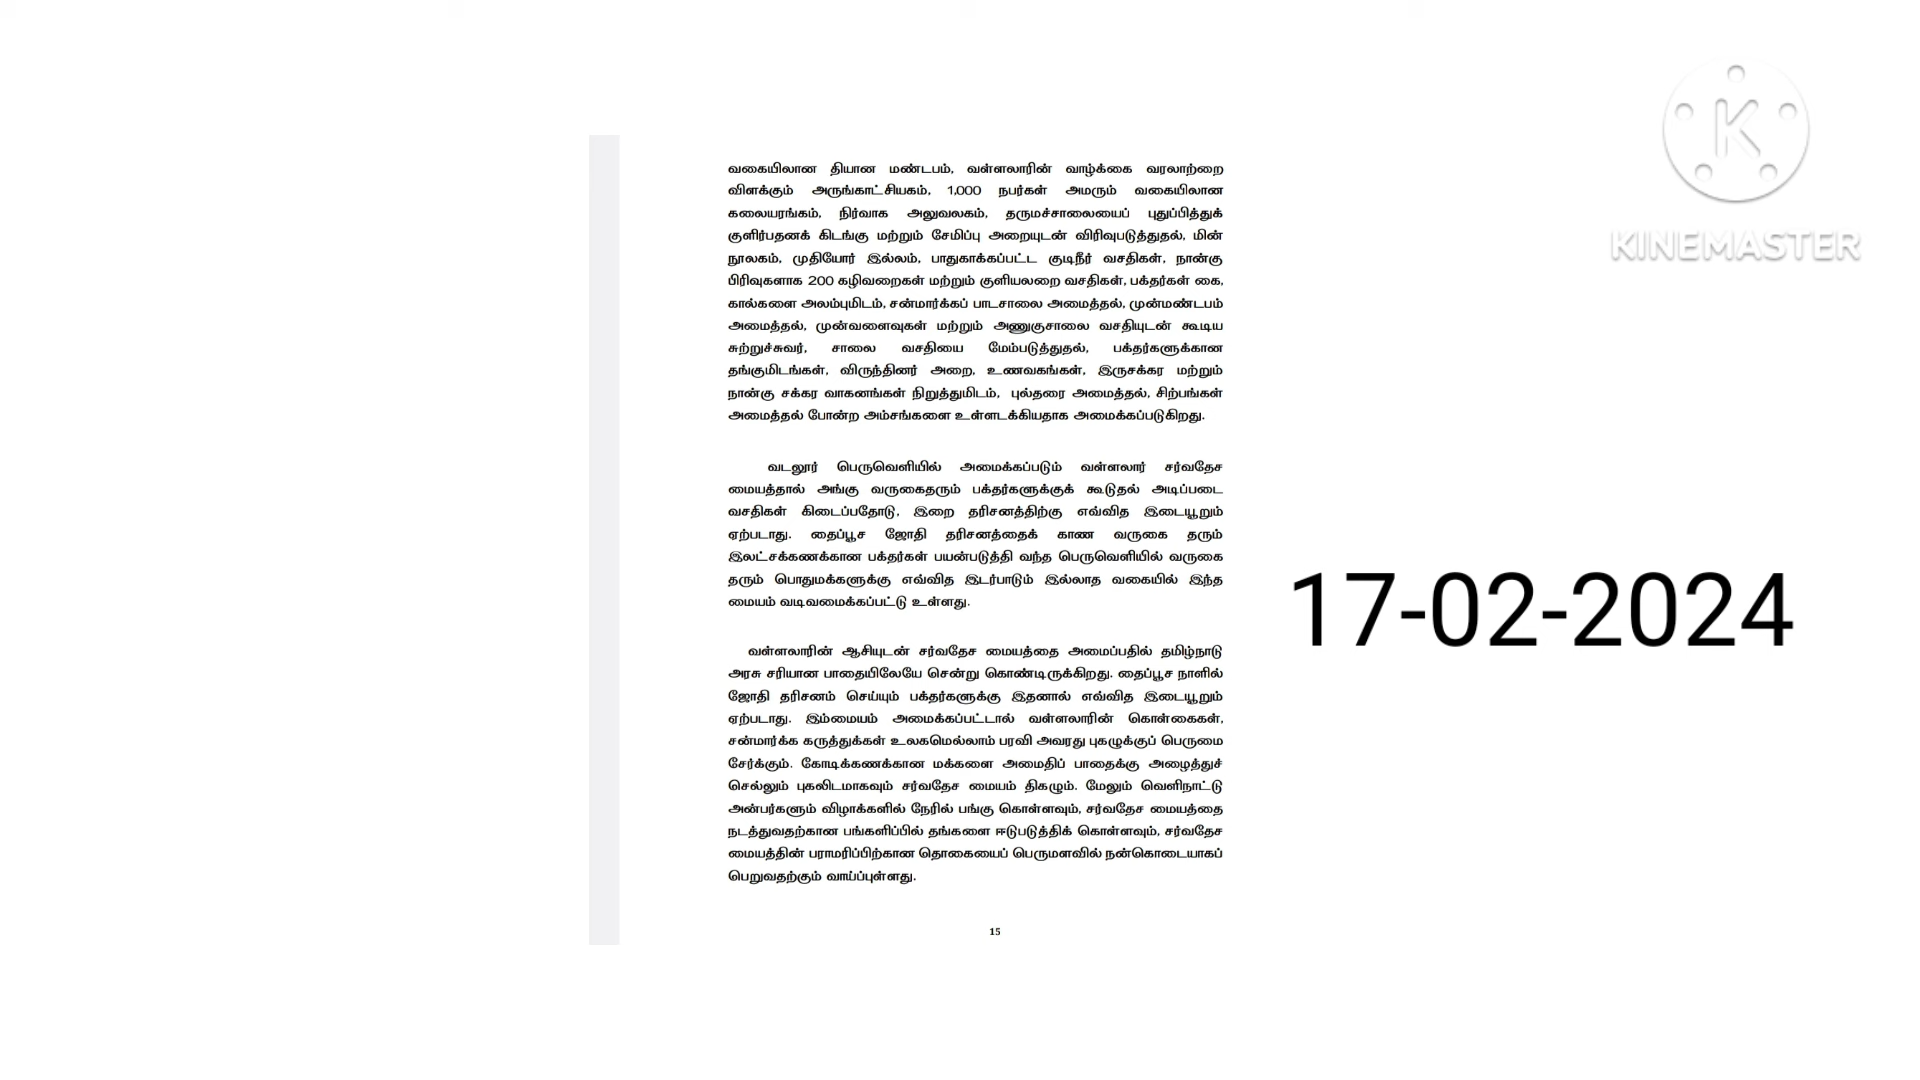 வகையிலான தியான மண்டபம், வள்ளலாரின் வாழ்க்கை வரலாற்றை
விளக்கும் அருங்காட்சியகம், 1,000 நபர்கள் அமரும் வகையிலான
கலையரங்கம், நிர்வாக அலுவலகம், தருமச்சாலையைப் புதுப்பித்துக்
குளிர்பதனக் கிடங்கு மற்றும் சேமிப்பு அறையுடன் விரிவுபடுத்துதல், மின்
நூலகம், முதியோர் இல்லம், பாதுகாக்கப்பட்ட குடிநீர் வசதிகள், நான்கு
பிரிவுகளாக 200 கழிவறைகள் மற்றும் குளியலறை வசதிகள், பக்தர்கள் கை,
கால்களை அலம்புமிடம், சன்மார்க்கப் பாடசாலை அமைத்தல், முன்மண்டபம்
அமைத்தல், முன்வளைவுகள் மற்றும் அணுகுசாலை வசதியுடன் கூடிய
சுற்றுச்சுவர், சாலை வசதியை மேம்படுத்துதல், பக்தர்களுக்கான
தங்குமிடங்கள், விருந்தினர் அறை, உணவகங்கள், இருசக்கர மற்றும்
நான்கு சக்கர வாகனங்கள் நிறுத்துமிடம், புல்தரை அமைத்தல், சிற்பங்கள்
அமைத்தல் போன்ற அம்சங்களை உள்ளடக்கியதாக அமைக்கப்படுகிறது.
வடலூர் பெருவெளியில் அமைக்கப்படும் வள்ளலார் சர்வதேச
மையத்தால் அங்கு வருகைதரும் பக்தர்களுக்குக் கூடுதல் அடிப்படை
வசதிகள் கிடைப்பதோடு, இறை தரிசனத்திற்கு எவ்வித இடையூறும்
ஏற்படாது. தைப்பூச ஜோதி தரிசனத்தைக் காண வருகை தரும்
இலட்சக்கணக்கான பக்தர்கள் பயன்படுத்தி வந்த பெருவெளியில் வருகை
தரும் பொதுமக்களுக்கு எவ்வித இடர்பாடும் இல்லாத வகையில் இந்த
மையம் வடிவமைக்கப்பட்டு உள்ளது.
வள்ளலாரின் ஆசியுடன் சர்வதேச மையத்தை அமைப்பதில் தமிழ்நாடு
அரசு சரியான பாதையிலேயே சென்று கொண்டிருக்கிறது. தைப்பூச நாளில்
ஜோதி தரிசனம் செய்யும் பக்தர்களுக்கு இதனால் எவ்வித இடையூறும்
ஏற்படாது. இம்மையம் அமைக்கப்பட்டால் வள்ளலாரின் கொள்கைகள்,
சன்மார்க்க கருத்துக்கள் உலகமெல்லாம் பரவி அவரது புகழுக்குப் பெருமை
சேர்க்கும். கோடிக்கணக்கான மக்களை அமைதிப் பாதைக்கு அழைத்துச்
செல்லும் புகலிடமாகவும் சர்வதேச மையம் திகழும். மேலும் வெளிநாட்டு
அன்பர்களும் விழாக்களில் நேரில் பங்கு கொள்ளவும், சர்வதேச மையத்தை
நடத்துவதற்கான பங்களிப்பில் தங்களை ஈடுபடுத்திக் கொள்ளவும், சர்வதேச
மையத்தின் பராமரிப்பிற்கான தொகையைப் பெருமளவில் நன்கொடையாகப்
பெறுவதற்கும் வாய்ப்புள்ளது.
15
17-02-2024
K
KINEMASTER